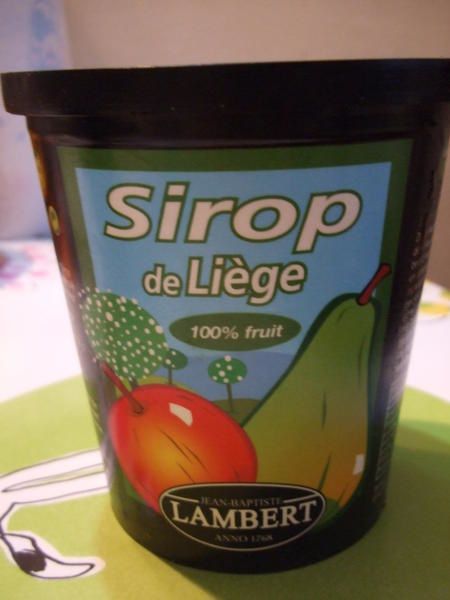 Sirop
de Liège
100% fruit
JEAN-BAPTISTE
LAMBERT
ANNO 1768